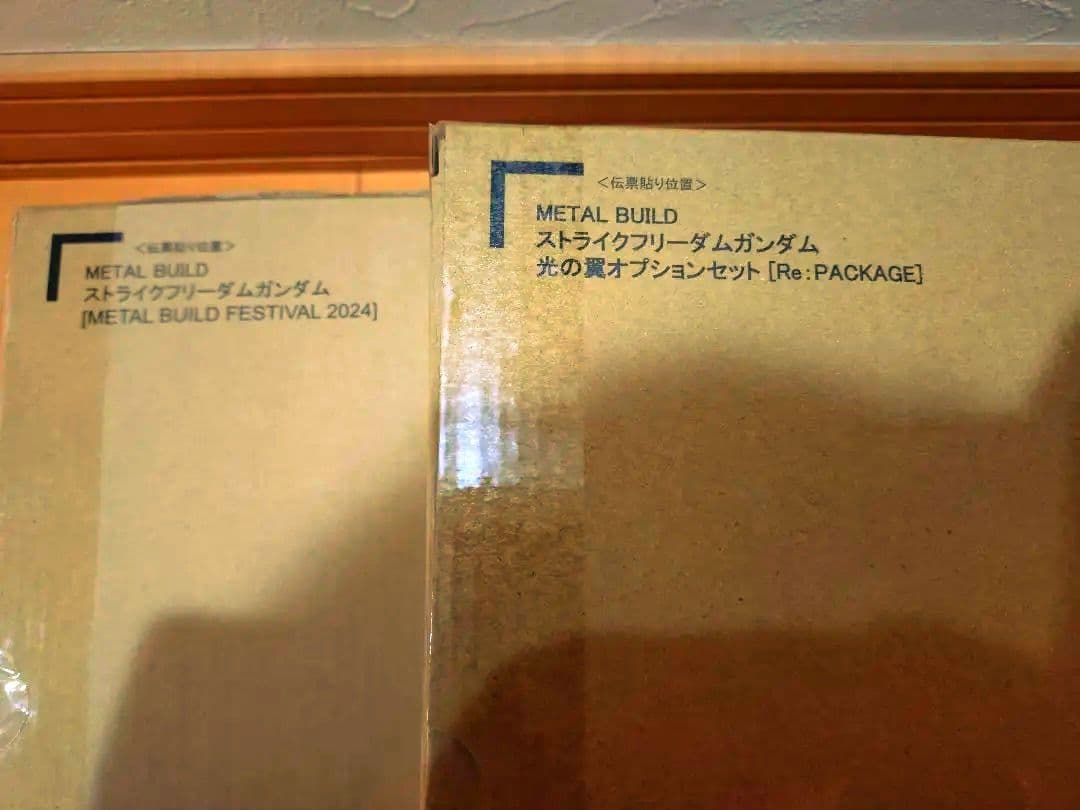 <伝票貼り位置>
METAL BUILD
ストライクフリーダムガンダム
[METAL BUILD FESTIVAL 2024]
<伝票貼り位置>
METAL BUILD
ストライクフリーダムガンダム
光の翼オプションセット [Re:PACKAGE]